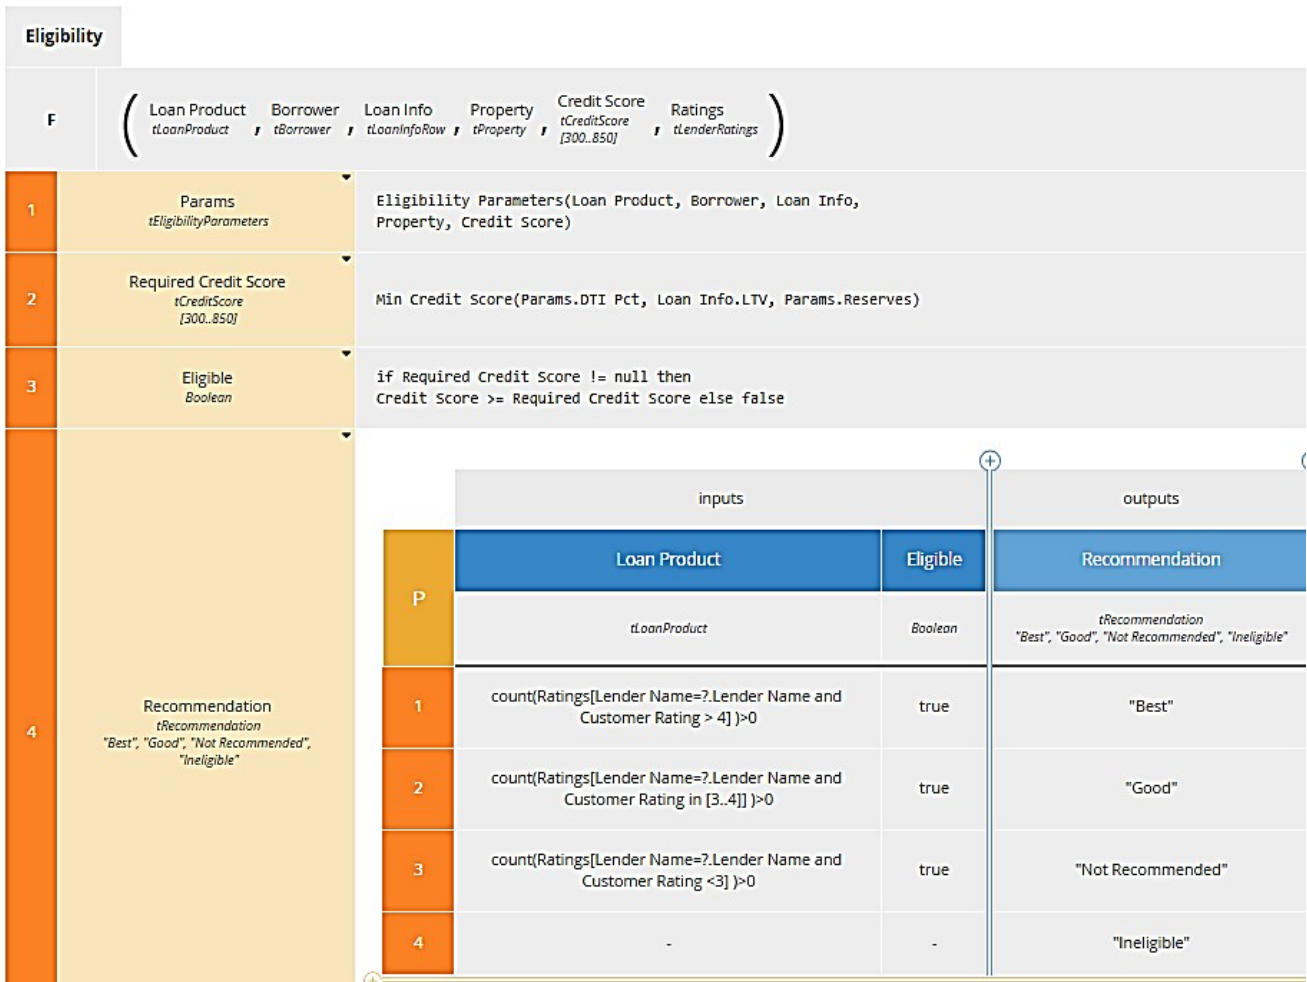 Eligibility
F
( Loan Product , Borrower , Loan Info , Property , Credit Score , Ratings )
tLoanProduct tBorrower tLoanInfoRow tProperty tCreditScore tLenderRatings
[300..850]
1
Params
tEligibilityParameters
Eligibility Parameters(Loan Product, Borrower, Loan Info,
Property, Credit Score)
2
Required Credit Score
tCreditScore
[300..850]
Min Credit Score(Params.DTI Pct, Loan Info.LTV, Params.Reserves)
3
Eligible
Boolean
if Required Credit Score != null then
Credit Score >= Required Credit Score else false
4
Recommendation
tRecommendation
"Best", "Good", "Not Recommended",
"Ineligible"
inputs
outputs
P
Loan Product
Eligible
Recommendation
tLoanProduct
Boolean
tRecommendation
"Best", "Good", "Not Recommended", "Ineligible"
1
count(Ratings[Lender Name=?.Lender Name and
Customer Rating > 4] )>0
true
"Best"
2
count(Ratings[Lender Name=?.Lender Name and
Customer Rating in [3..4]] )>0
true
"Good"
3
count(Ratings[Lender Name=?.Lender Name and
Customer Rating <3] )>0
true
"Not Recommended"
4
-
-
"Ineligible"